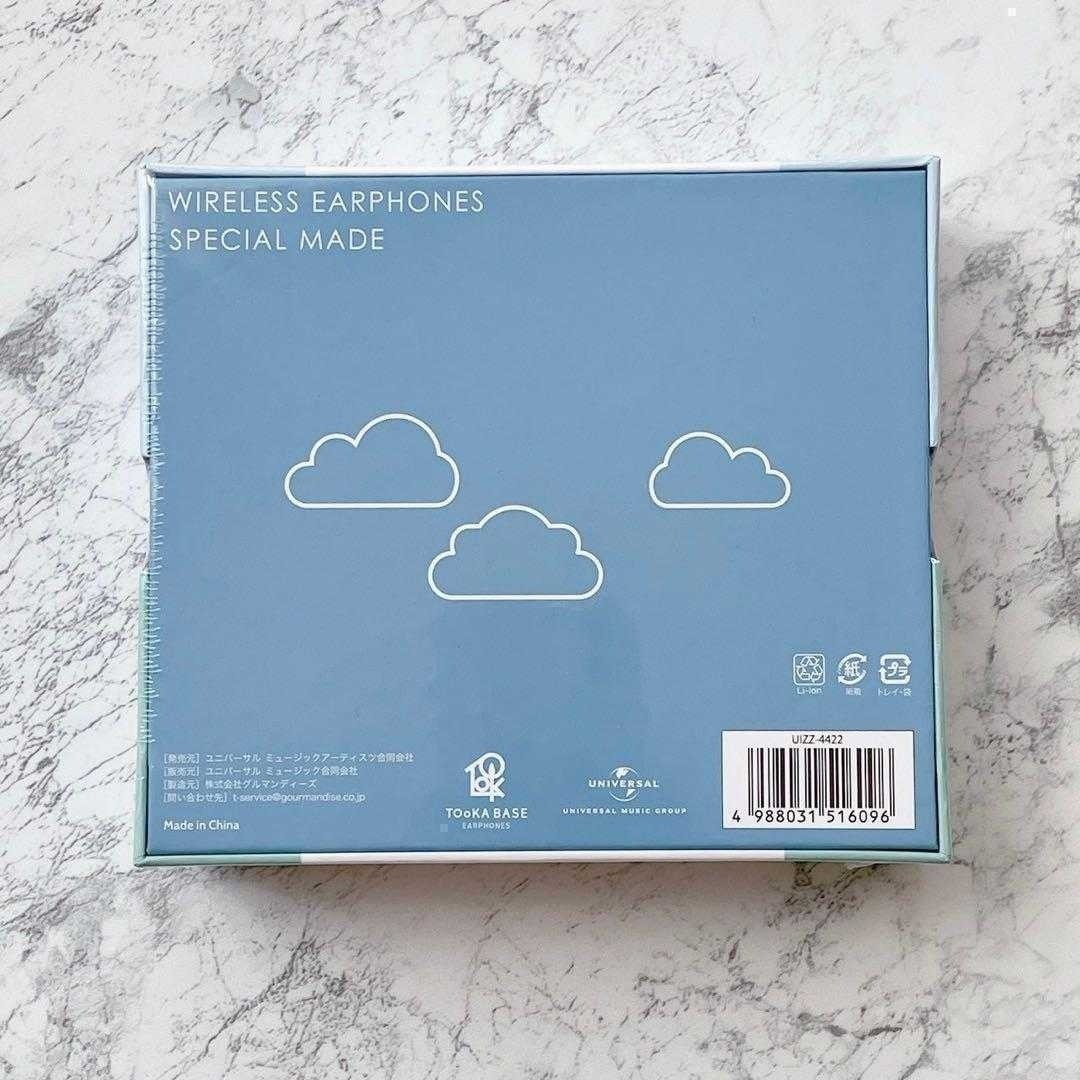 WIRELESS EARPHONES
SPECIAL MADE
Li-ion
紙
紙箱
プラ
トレイ・袋
UIZZ-4422
4 988031 516096
[発売元] ユニバーサル ミュージックアーティスツ合同会社
[販売元] ユニバーサル ミュージック合同会社
[製造元] 株式会社グルマンディーズ
[問い合わせ先] t-service@gourmandise.co.jp
Made in China
TOoKA BASE
EARPHONES
UNIVERSAL
UNIVERSAL MUSIC GROUP